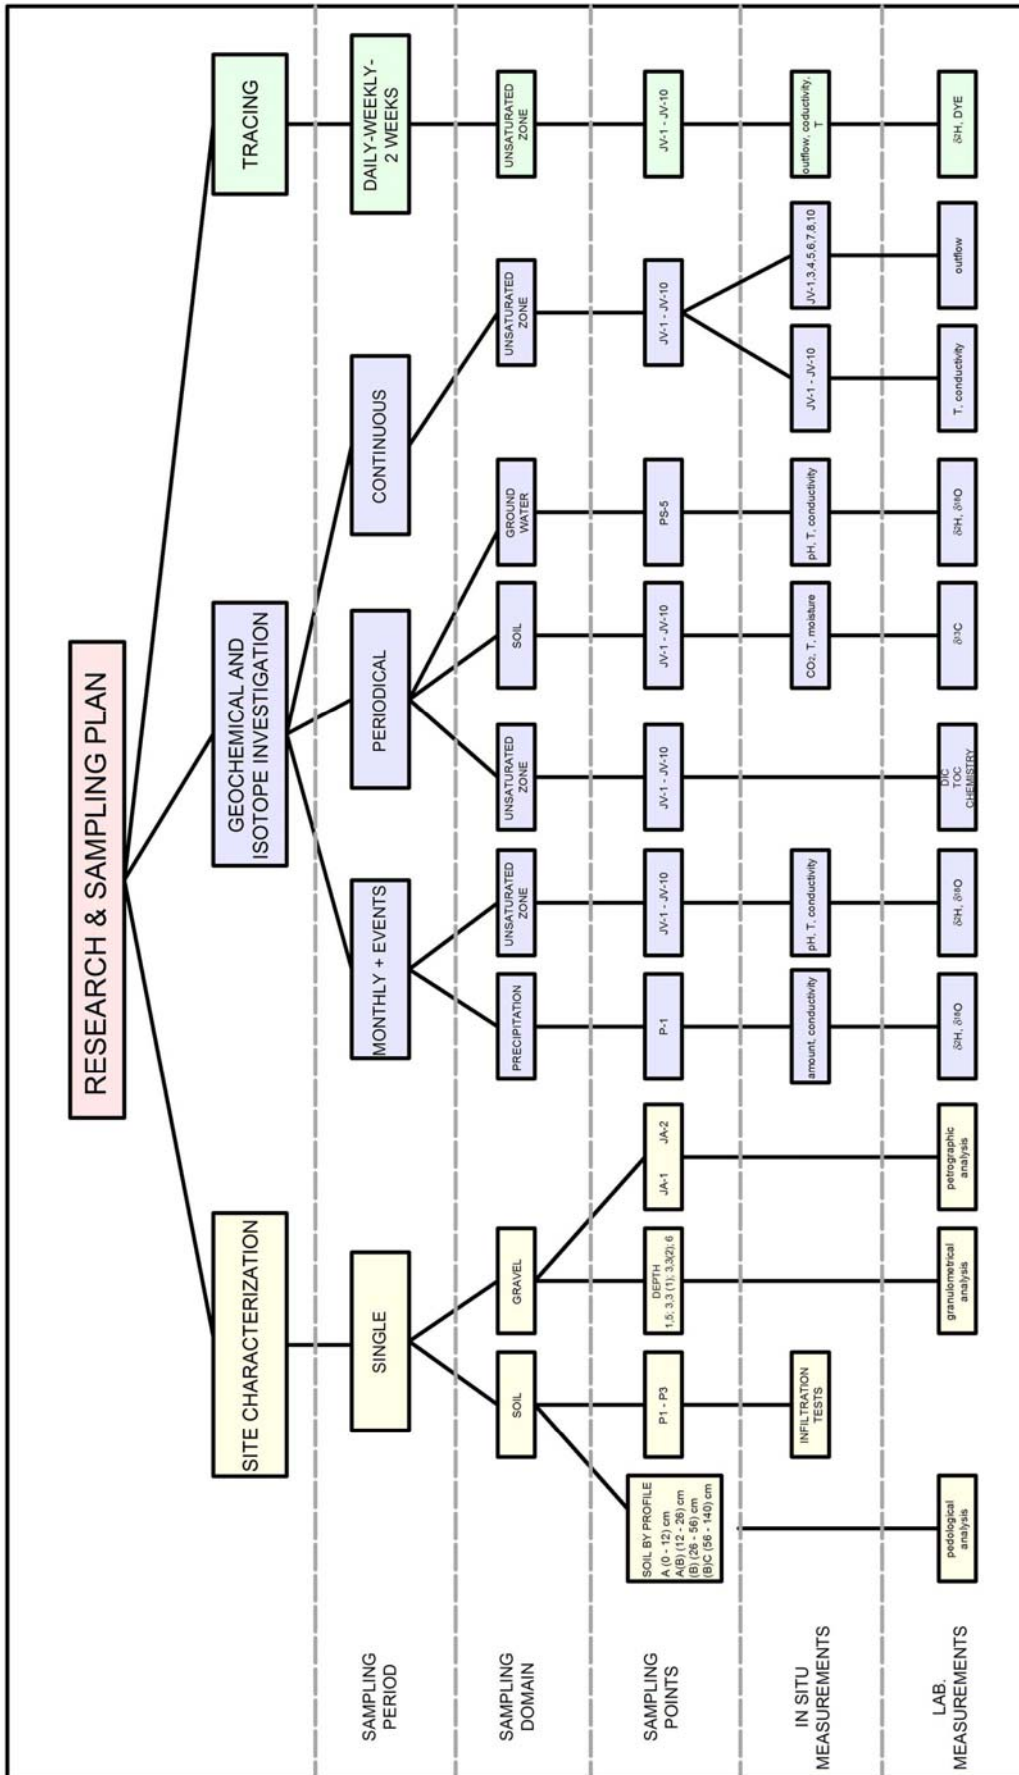 RESEARCH & SAMPLING PLAN
SITE CHARACTERIZATION
GEOCHEMICAL AND
ISOTOPE INVESTIGATION
TRACING
SAMPLING
PERIOD
SINGLE
MONTHLY + EVENTS
PERIODICAL
CONTINUOUS
DAILY-WEEKLY-
2 WEEKS
SAMPLING
DOMAIN
SOIL
GRAVEL
PRECIPITATION
UNSATURATED
ZONE
UNSATURATED
ZONE
SOIL
GROUND
WATER
UNSATURATED
ZONE
UNSATURATED
ZONE
SAMPLING
POINTS
SOIL BY PROFILE
A (0 - 12) cm
A(B) (12 - 26) cm
(B) (26 - 56) cm
(B)C (56 - 140) cm
P1 - P3
DEPTH
1,5; 3,3 (1); 3,3(2); 6
JA-1 JA-2
P-1
JV-1 - JV-10
JV-1 - JV-10
JV-1 - JV-10
PS-5
JV-1 - JV-10
JV-1 - JV-10
IN SITU
MEASUREMENTS
INFILTRATION
TESTS
amount, conductivity
pH, T, conductivity
CO2, T, moisture
pH, T, conductivity
JV-1 - JV-10
JV-1,3,4,5,6,7,8,10
outflow, coductivity,
T
LAB.
MEASUREMENTS
pedological
analysis
granulometrical
analysis
petrographic
analysis
δ2H, δ18O
δ2H, δ18O
DIC
TOC
CHEMISTRY
δ13C
δ2H, δ18O
T, conductivity
outflow
δ2H, DYE